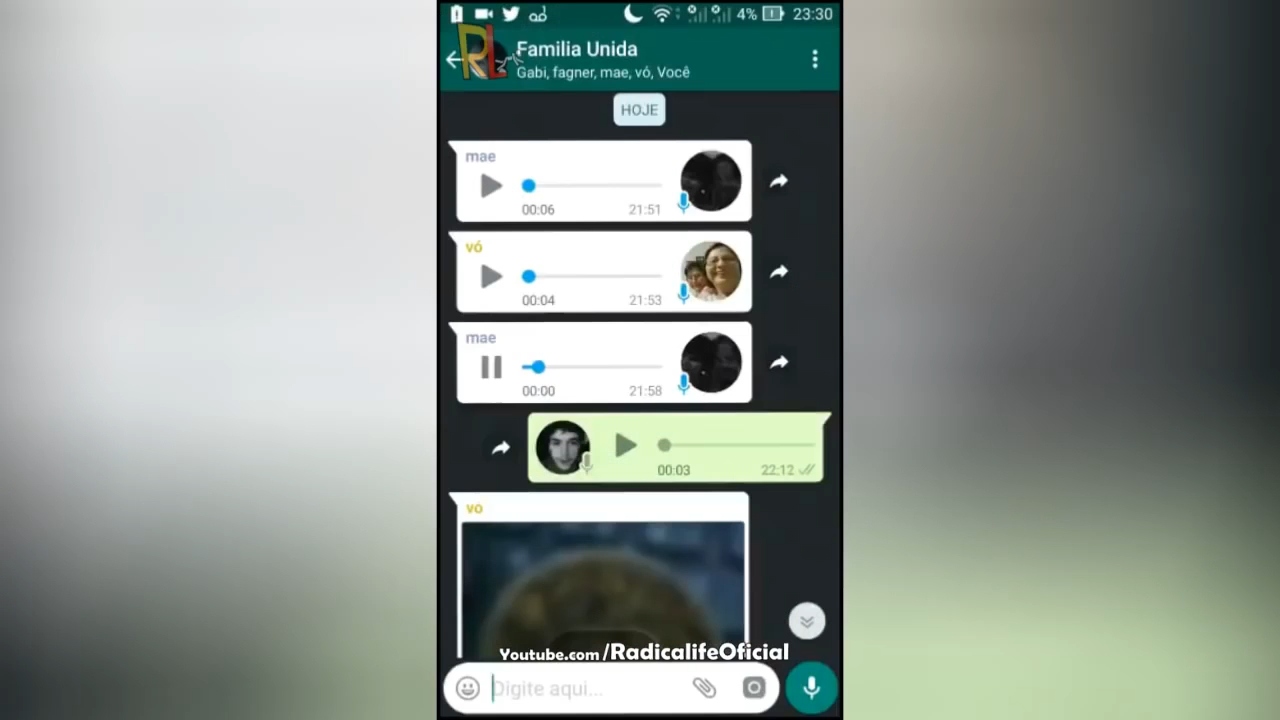 4% 23:30
RL
Familia Unida
Gabi, fagner, mae, vó, Você
HOJE
mae
00:06 21:51
vó
00:04 21:53
mae
00:00 21:58
00:03 22:12
vo
Youtube.com/RadicalifeOficial
Digite aqui...